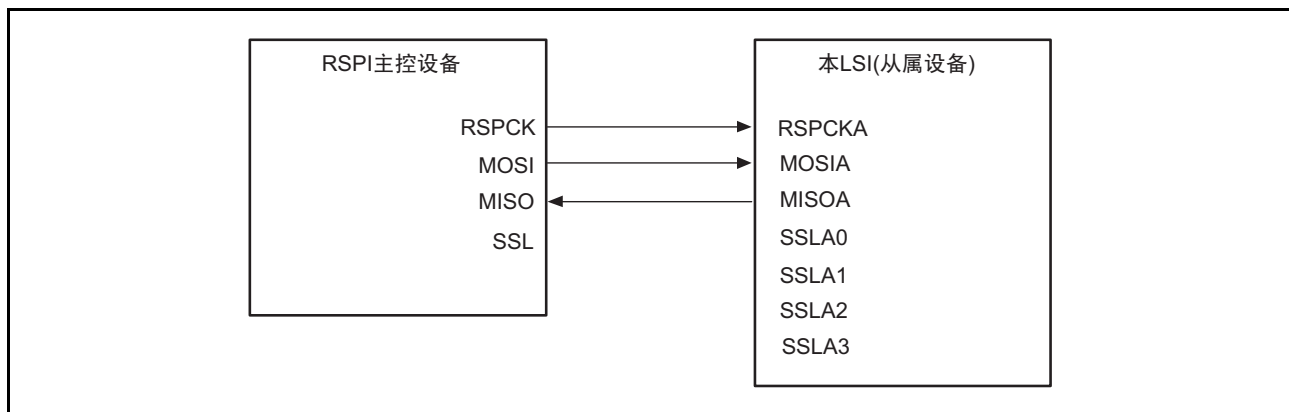 RSPI主控设备
RSPCK
MOSI
MISO
SSL
本LSI(从属设备)
RSPCKA
MOSIA
MISOA
SSLA0
SSLA1
SSLA2
SSLA3